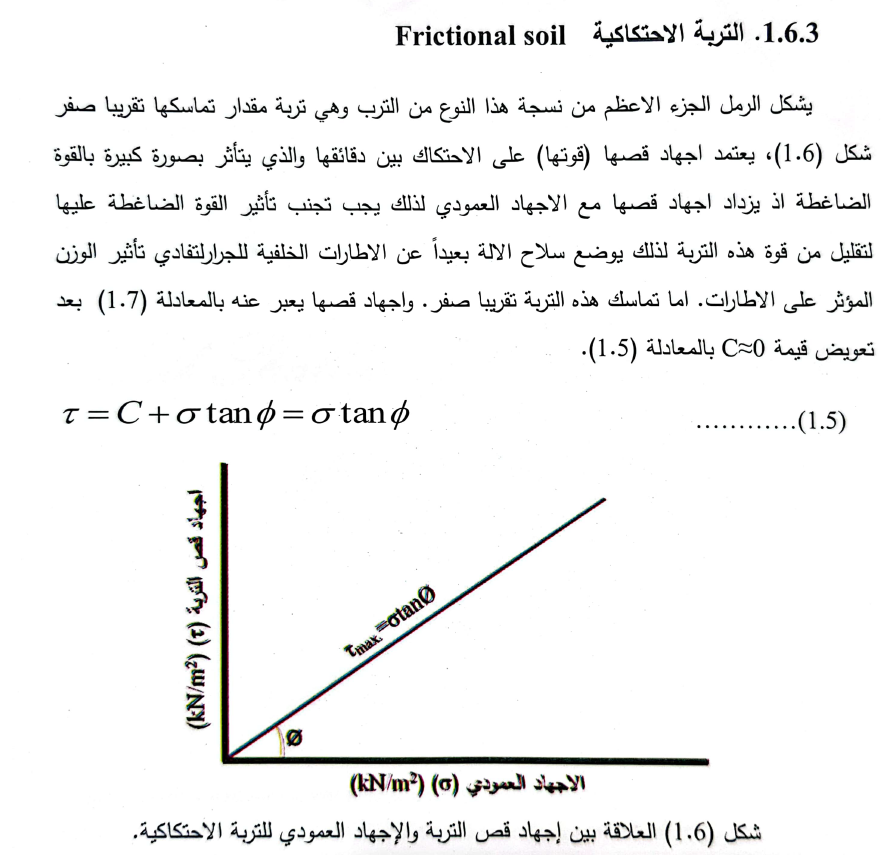 1.6.3. التربة الاحتكاكية Frictional soil
يشكل الرمل الجزء الاعظم من نسجة هذا النوع من الترب وهي تربة مقدار تماسكها تقريبا صفر
شكل (1.6)، يعتمد اجهاد قصها (قوتها) على الاحتكاك بين دقائقها والذي يتأثر بصورة كبيرة بالقوة
الضاغطة اذ يزداد اجهاد قصها مع الاجهاد العمودي لذلك يجب تجنب تأثير القوة الضاغطة عليها
لتقليل من قوة هذه التربة لذلك يوضع سلاح الالة بعيداً عن الاطارات الخلفية للجرارلتفادي تأثير الوزن
المؤثر على الاطارات. اما تماسك هذه التربة تقريبا صفر. واجهاد قصها يعبر عنه بالمعادلة (1.7) بعد
تعويض قيمة C≈0 بالمعادلة (1.5).
τ = C + σ tan ϕ = σ tan ϕ ............(1.5)
اجهاد قص التربة (τ) (kN/m²)
τmax.=σtanØ
Ø
الاجهاد العمودي (σ) (kN/m²)
شكل (1.6) العلاقة بين إجهاد قص التربة والإجهاد العمودي للتربة الاحتكاكية.